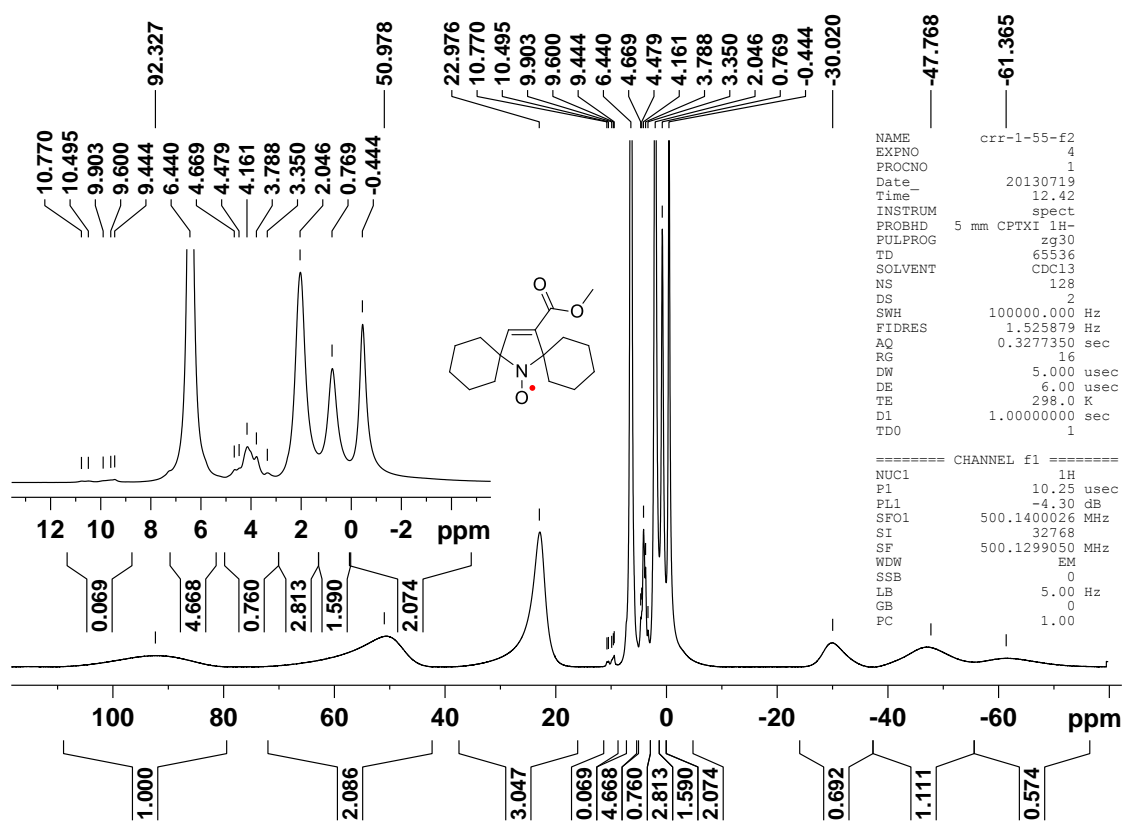 92.327
50.978
22.976
10.770
10.495
9.903
9.600
9.444
6.440
4.669
4.479
4.161
3.788
3.350
2.046
0.769
-0.444
-30.020
-47.768
-61.365
10.770
10.495
9.903
9.600
9.444
6.440
4.669
4.479
4.161
3.788
3.350
2.046
0.769
-0.444
NAME crr-1-55-f2
EXPNO 4
PROCNO 1
Date_ 20130719
Time 12.42
INSTRUM spect
PROBHD 5 mm CPTXI 1H-
PULPROG zg30
TD 65536
SOLVENT CDCl3
NS 128
DS 2
SWH 100000.000 Hz
FIDRES 1.525879 Hz
AQ 0.3277350 sec
RG 16
DW 5.000 usec
DE 6.00 usec
TE 298.0 K
D1 1.00000000 sec
TD0 1
======== CHANNEL f1 ========
NUC1 1H
P1 10.25 usec
PL1 -4.30 dB
SFO1 500.1400026 MHz
SI 32768
SF 500.1299050 MHz
WDW EM
SSB 0
LB 5.00 Hz
GB 0
PC 1.00
O
O
N
O
12 10 8 6 4 2 0 -2 ppm
0.069
4.668
0.760
2.813
1.590
2.074
100 80 60 40 20 0 -20 -40 -60 ppm
1.000
2.086
3.047
0.069
4.668
0.760
2.813
1.590
2.074
0.692
1.111
0.574